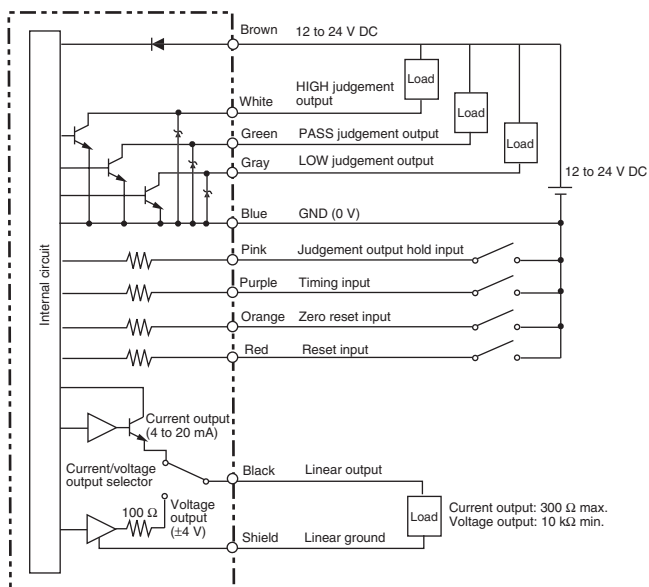 Brown 12 to 24 V DC
Load
HIGH judgement
output
White
Load
Green PASS judgement output
Load
Gray LOW judgement output
12 to 24 V DC
Blue GND (0 V)
Internal circuit
Pink Judgement output hold input
Purple Timing input
Orange Zero reset input
Red Reset input
Current output
(4 to 20 mA)
Current/voltage
output selector
Black Linear output
100 Ω
Voltage
output
(±4 V)
Load
Current output: 300 Ω max.
Voltage output: 10 kΩ min.
Shield Linear ground